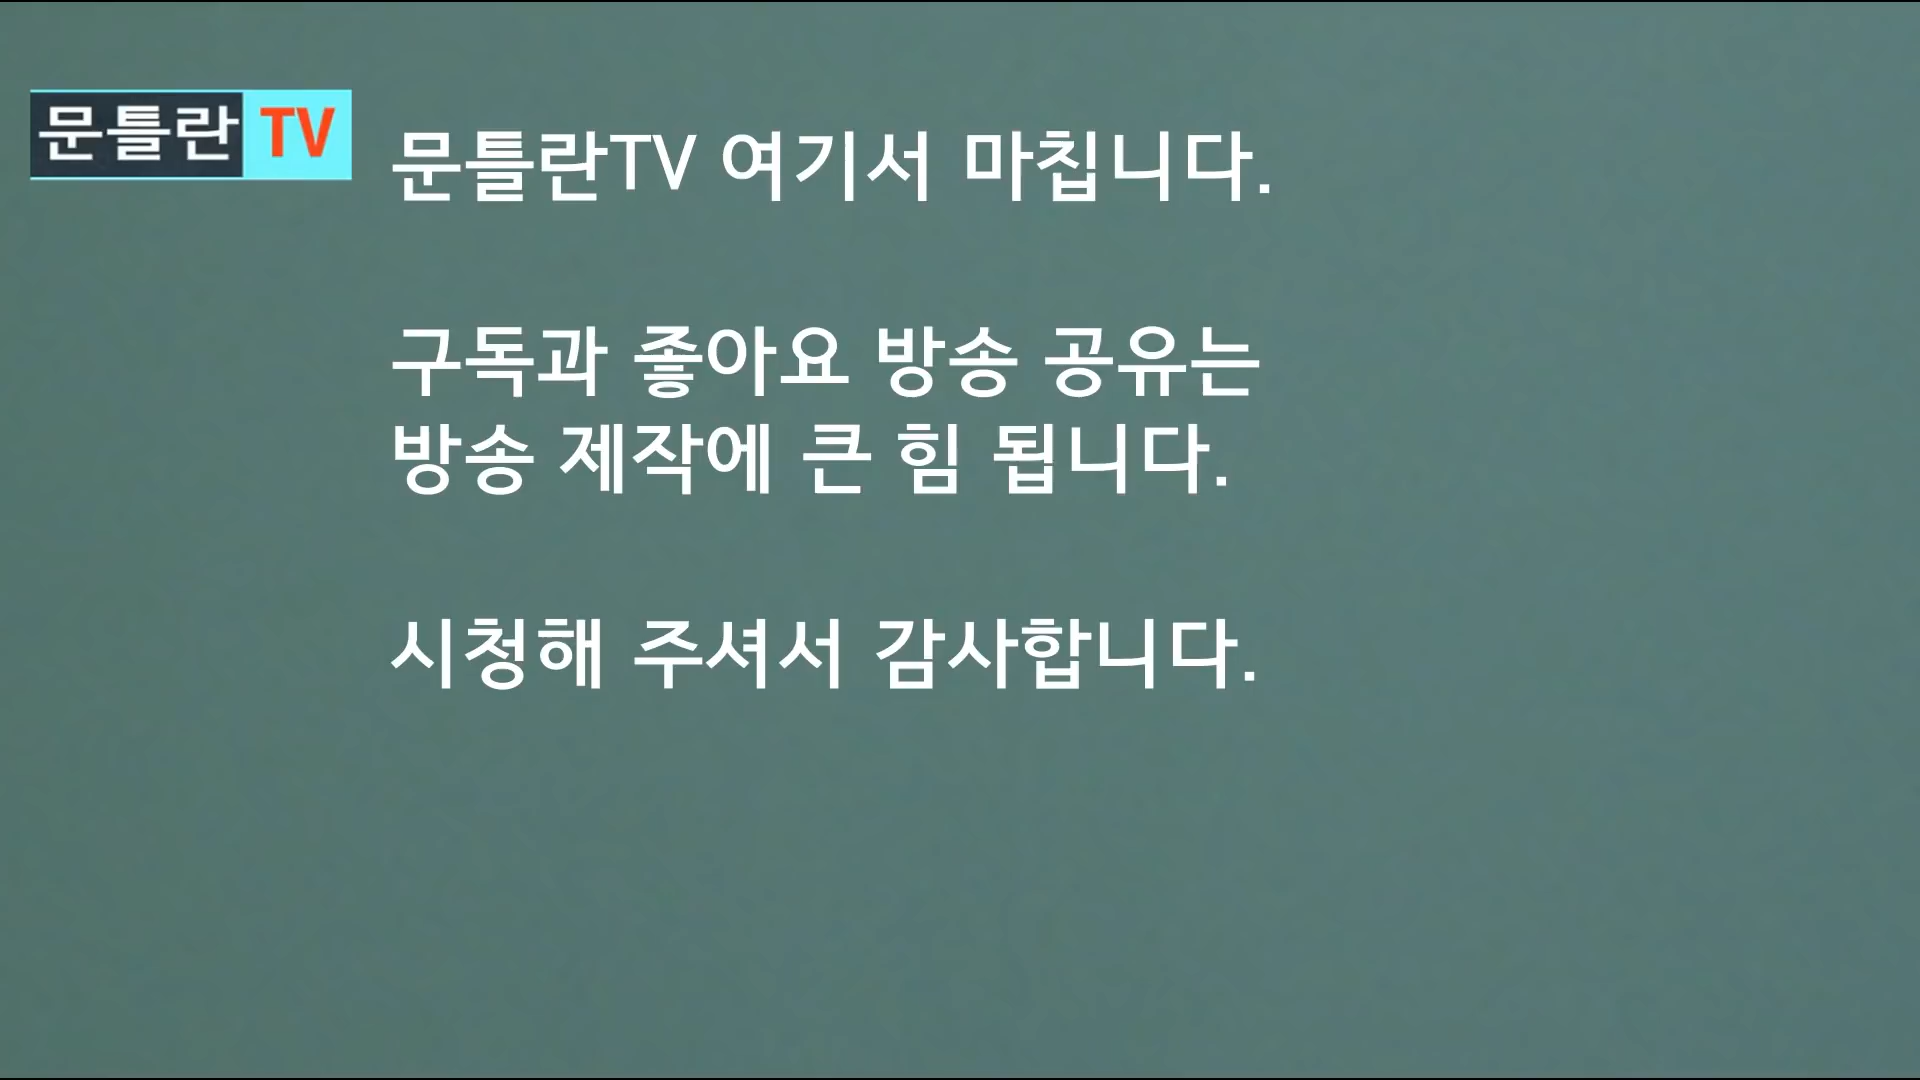 문틀란 TV
문틀란TV 여기서 마칩니다.
구독과 좋아요 방송 공유는
방송 제작에 큰 힘 됩니다.
시청해 주셔서 감사합니다.